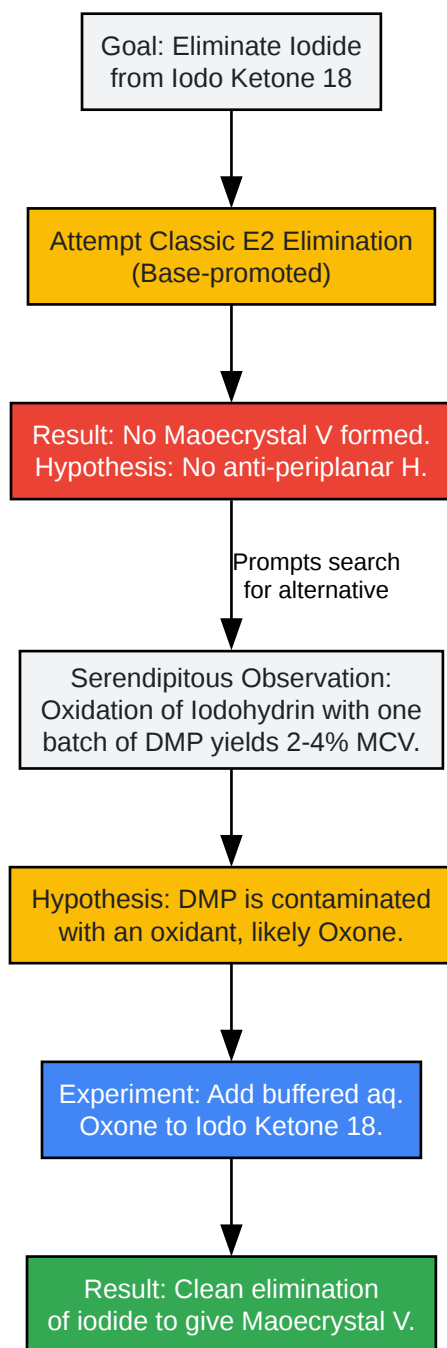 Goal: Eliminate Iodide
from Iodo Ketone 18
Attempt Classic E2 Elimination
(Base-promoted)
Result: No Maoecrystal V formed.
Hypothesis: No anti-periplanar H.
Prompts search
for alternative
Serendipitous Observation:
Oxidation of Iodohydrin with one
batch of DMP yields 2-4% MCV.
Hypothesis: DMP is contaminated
with an oxidant, likely Oxone.
Experiment: Add buffered aq.
Oxone to Iodo Ketone 18.
Result: Clean elimination
of iodide to give Maoecrystal V.